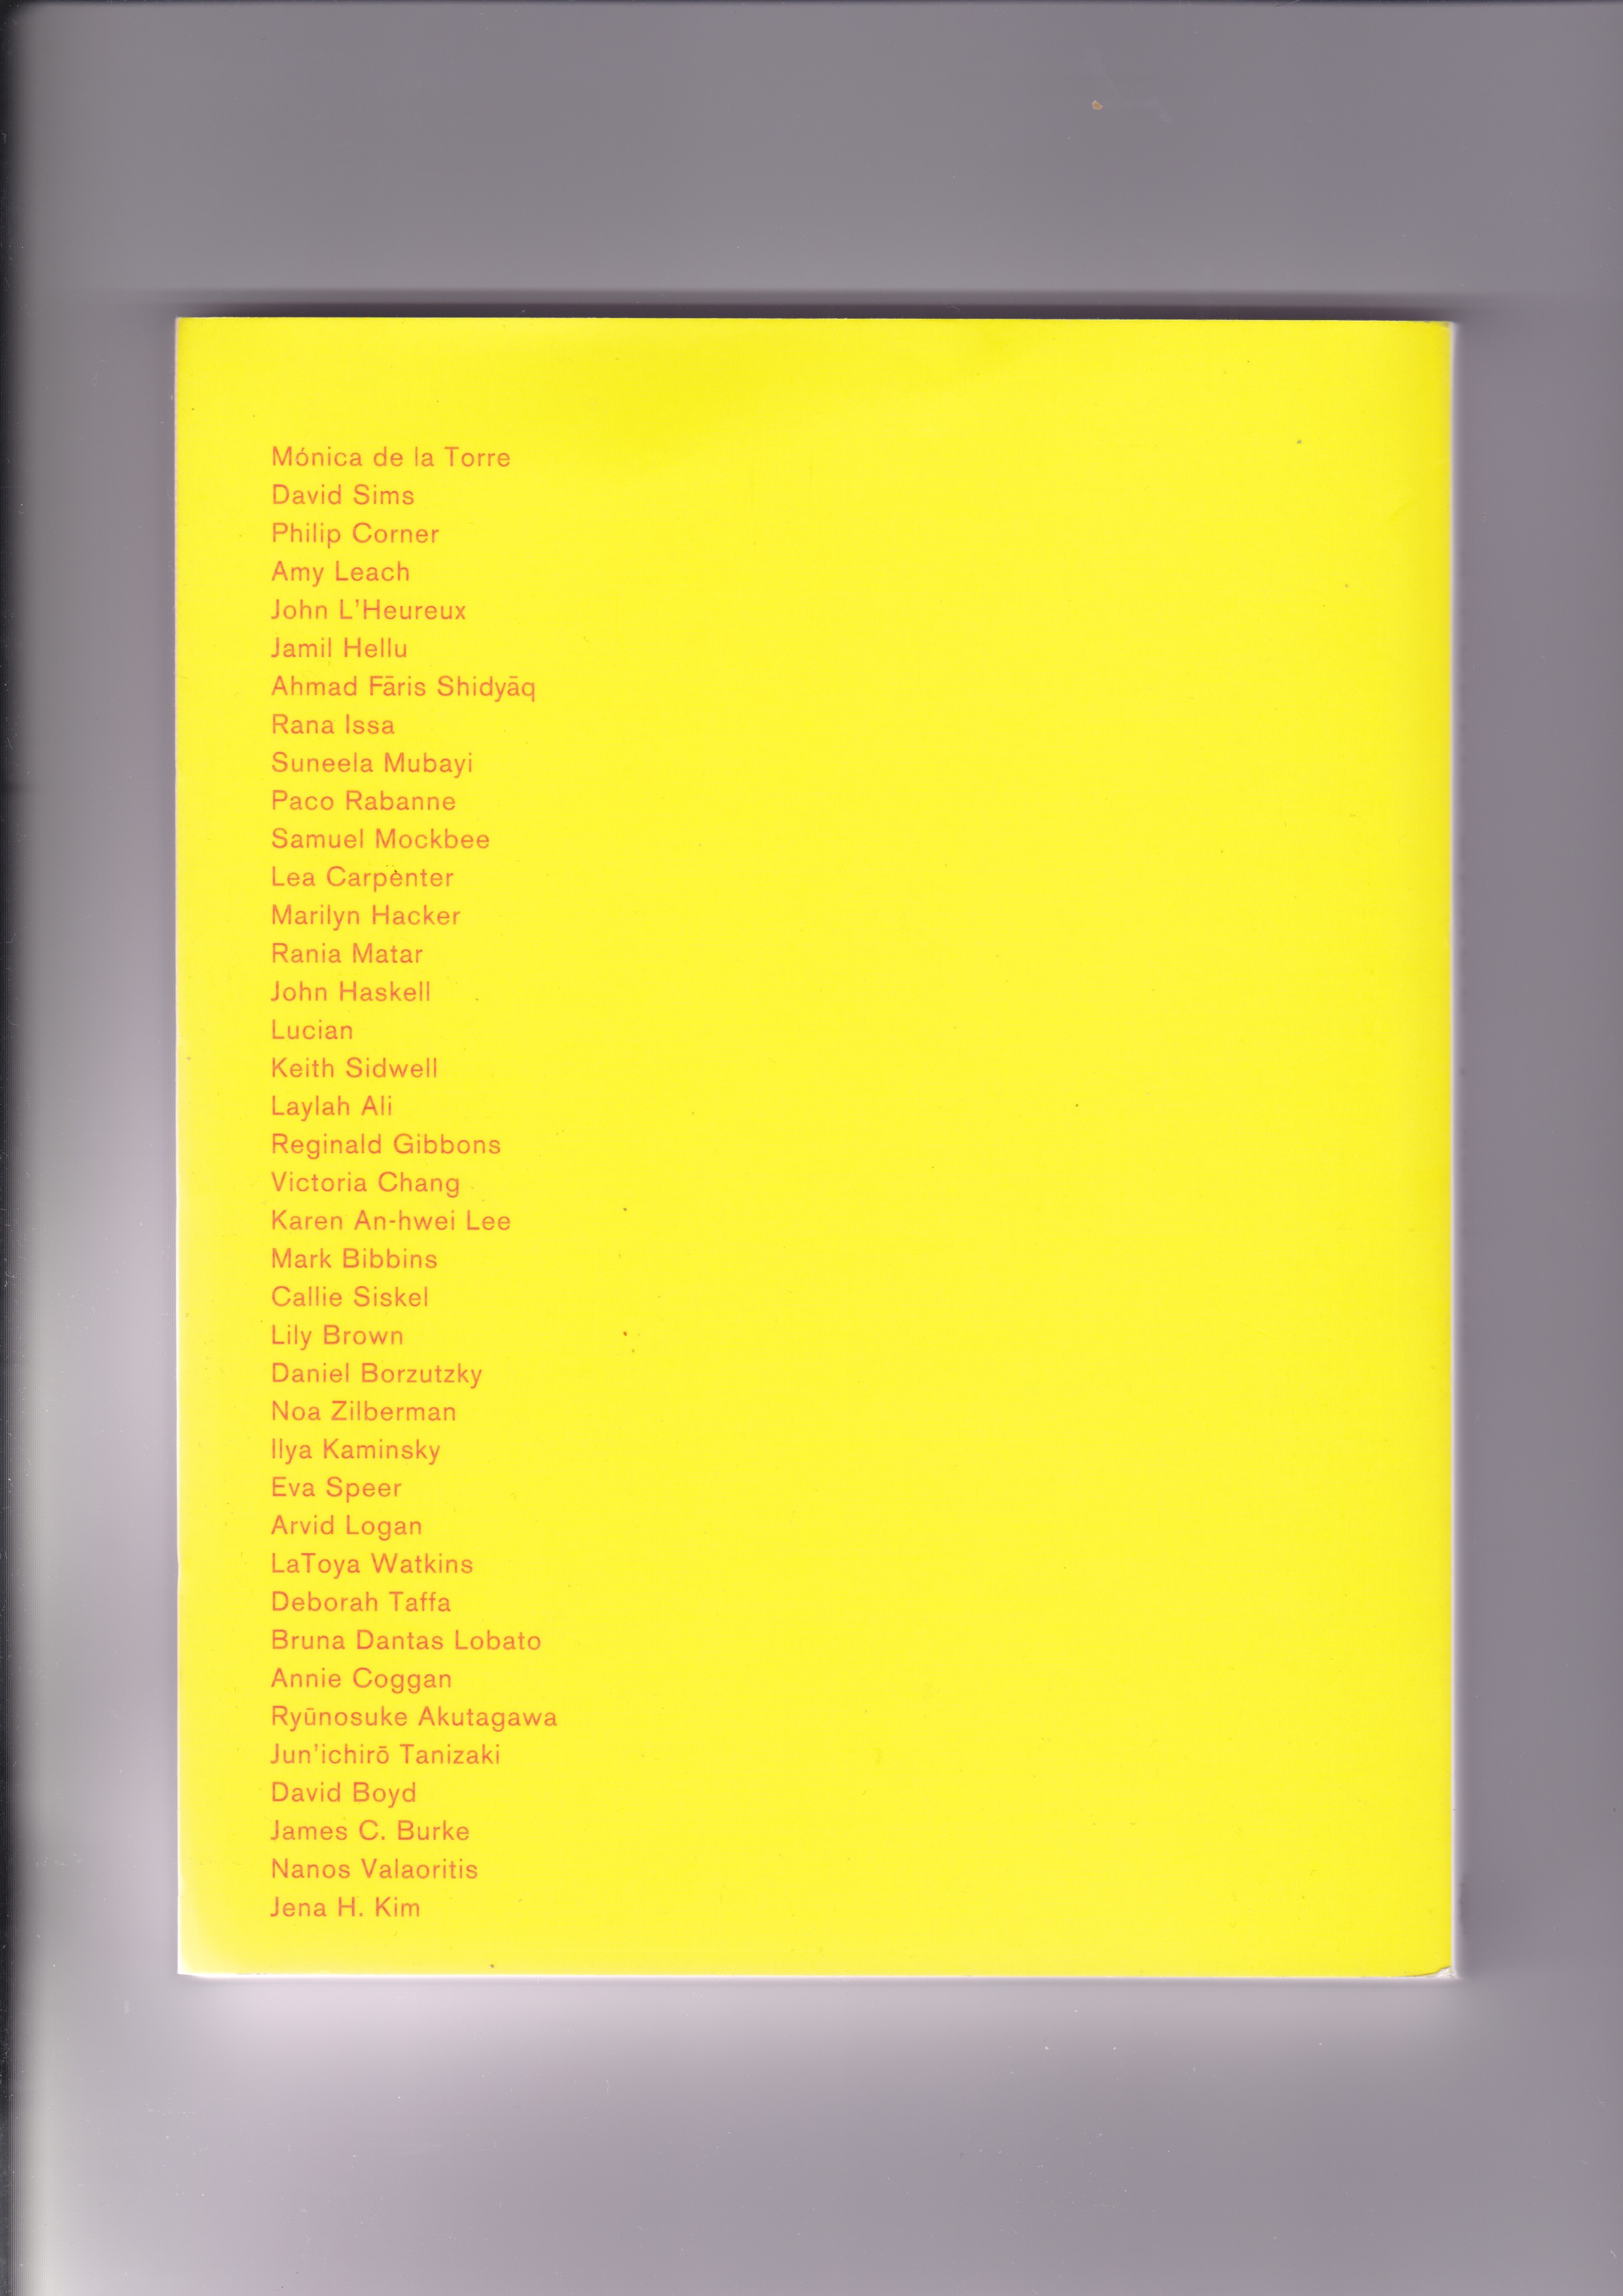 Mónica de la Torre
David Sims
Philip Corner
Amy Leach
John L'Heureux
Jamil Hellu
Ahmad Fāris Shidyāq
Rana Issa
Suneela Mubayi
Paco Rabanne
Samuel Mockbee
Lea Carpenter
Marilyn Hacker
Rania Matar
John Haskell
Lucian
Keith Sidwell
Laylah Ali
Reginald Gibbons
Victoria Chang
Karen An-hwei Lee
Mark Bibbins
Callie Siskel
Lily Brown
Daniel Borzutzky
Noa Zilberman
Ilya Kaminsky
Eva Speer
Arvid Logan
LaToya Watkins
Deborah Taffa
Bruna Dantas Lobato
Annie Coggan
Ryūnosuke Akutagawa
Jun'ichirō Tanizaki
David Boyd
James C. Burke
Nanos Valaoritis
Jena H. Kim